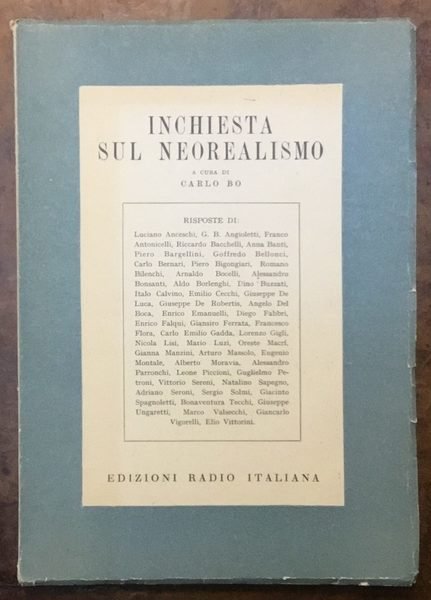 INCHIESTA
SUL NEOREALISMO
A CURA DI
CARLO BO
RISPOSTE DI:
Luciano Anceschi, G. B. Angioletti, Franco
Antonicelli, Riccardo Bacchelli, Anna Banti,
Piero Bargellini, Goffredo Bellonci,
Carlo Bernari, Piero Bigongiari, Romano
Bilenchi, Arnaldo Bocelli, Alessandro
Bonsanti, Aldo Borlenghi, Dino Buzzati,
Italo Calvino, Emilio Cecchi, Giuseppe De
Luca, Giuseppe De Robertis, Angelo Del
Boca, Enrico Emanuelli, Diego Fabbri,
Enrico Falqui, Giansiro Ferrata, Francesco
Flora, Carlo Emilio Gadda, Lorenzo Gigli,
Nicola Lisi, Mario Luzi, Oreste Macrì,
Gianna Manzini, Arturo Massolo, Eugenio
Montale, Alberto Moravia, Alessandro
Parronchi, Leone Piccioni, Guglielmo Pe-
troni, Vittorio Sereni, Natalino Sapegno,
Adriano Seroni, Sergio Solmi, Giacinto
Spagnoletti, Bonaventura Tecchi, Giuseppe
Ungaretti, Marco Valsecchi, Giancarlo
Vigorelli, Elio Vittorini.
EDIZIONI RADIO ITALIANA